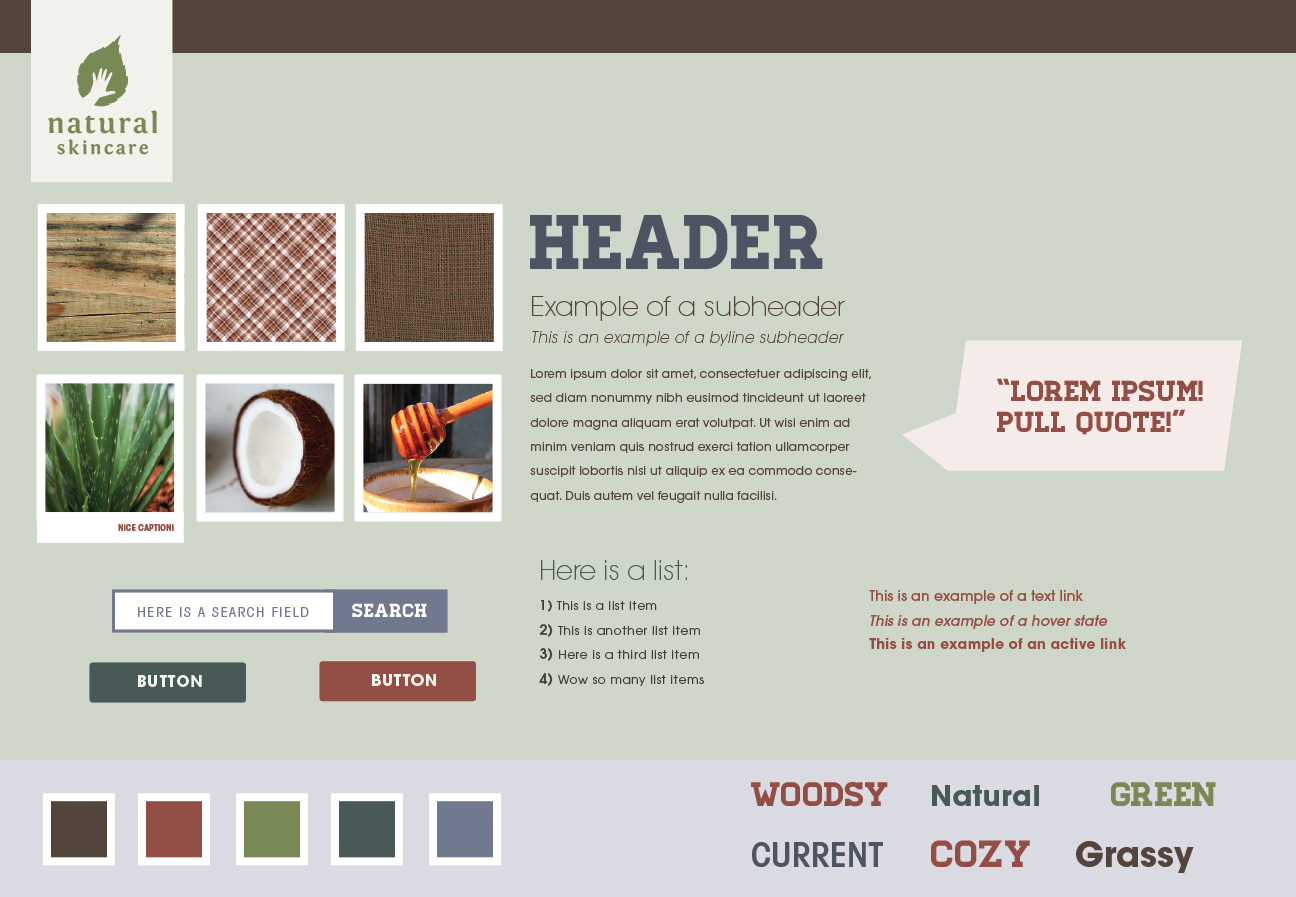 natural
skincare
HEADER
Example of a subheader
This is an example of a byline subheader
Lorem ipsum dolor sit amet, consectetuer adipiscing elit,
sed diam nonummy nibh euismod tincideunt ut laoreet
dolore magna aliquam erat volutpat. Ut wisi enim ad
minim veniam quis nostrud exerci tation ullamcorper
suscipit lobortis nisl ut aliquip ex ea commodo conse-
quat. Duis autem vel feugait nulla facilisi.
“LOREM IPSUM!
PULL QUOTE!”
NICE CAPTION!
HERE IS A SEARCH FIELD
SEARCH
BUTTON
BUTTON
Here is a list:
1) This is a list item
2) This is another list item
3) Here is a third list item
4) Wow so many list items
This is an example of a text link
This is an example of a hover state
This is an example of an active link
WOODSY
Natural
GREEN
CURRENT
COZY
Grassy